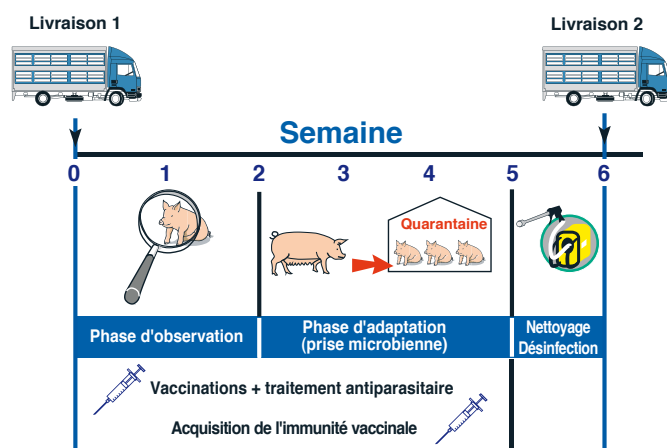 Livraison 1
Livraison 2
Semaine
0 1 2 3 4 5 6
Quarantaine
Phase d'observation
Phase d'adaptation
(prise microbienne)
Nettoyage
Désinfection
Vaccinations + traitement antiparasitaire
Acquisition de l'immunité vaccinale